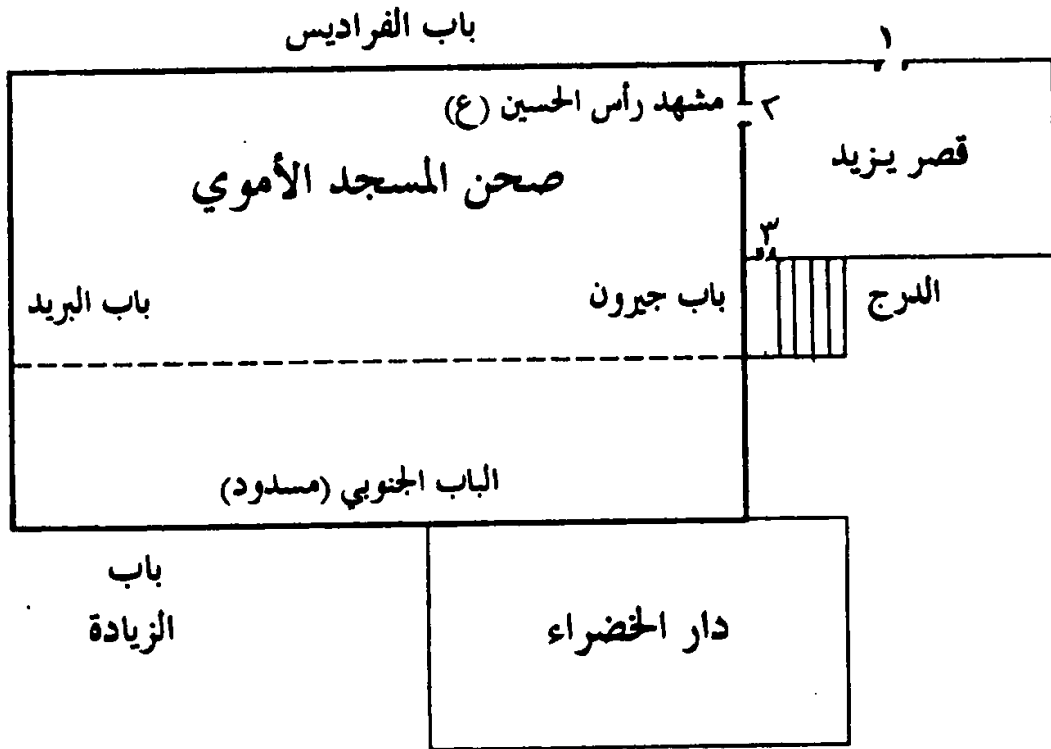 باب الفراديس
١
مشهد رأس الحسين (ع)
٢
قصر يزيد
صحن المسجد الأموي
٣
الدرج
باب جيرون
باب البريد
الباب الجنوبي (مسدود)
باب
الزيادة
دار الخضراء